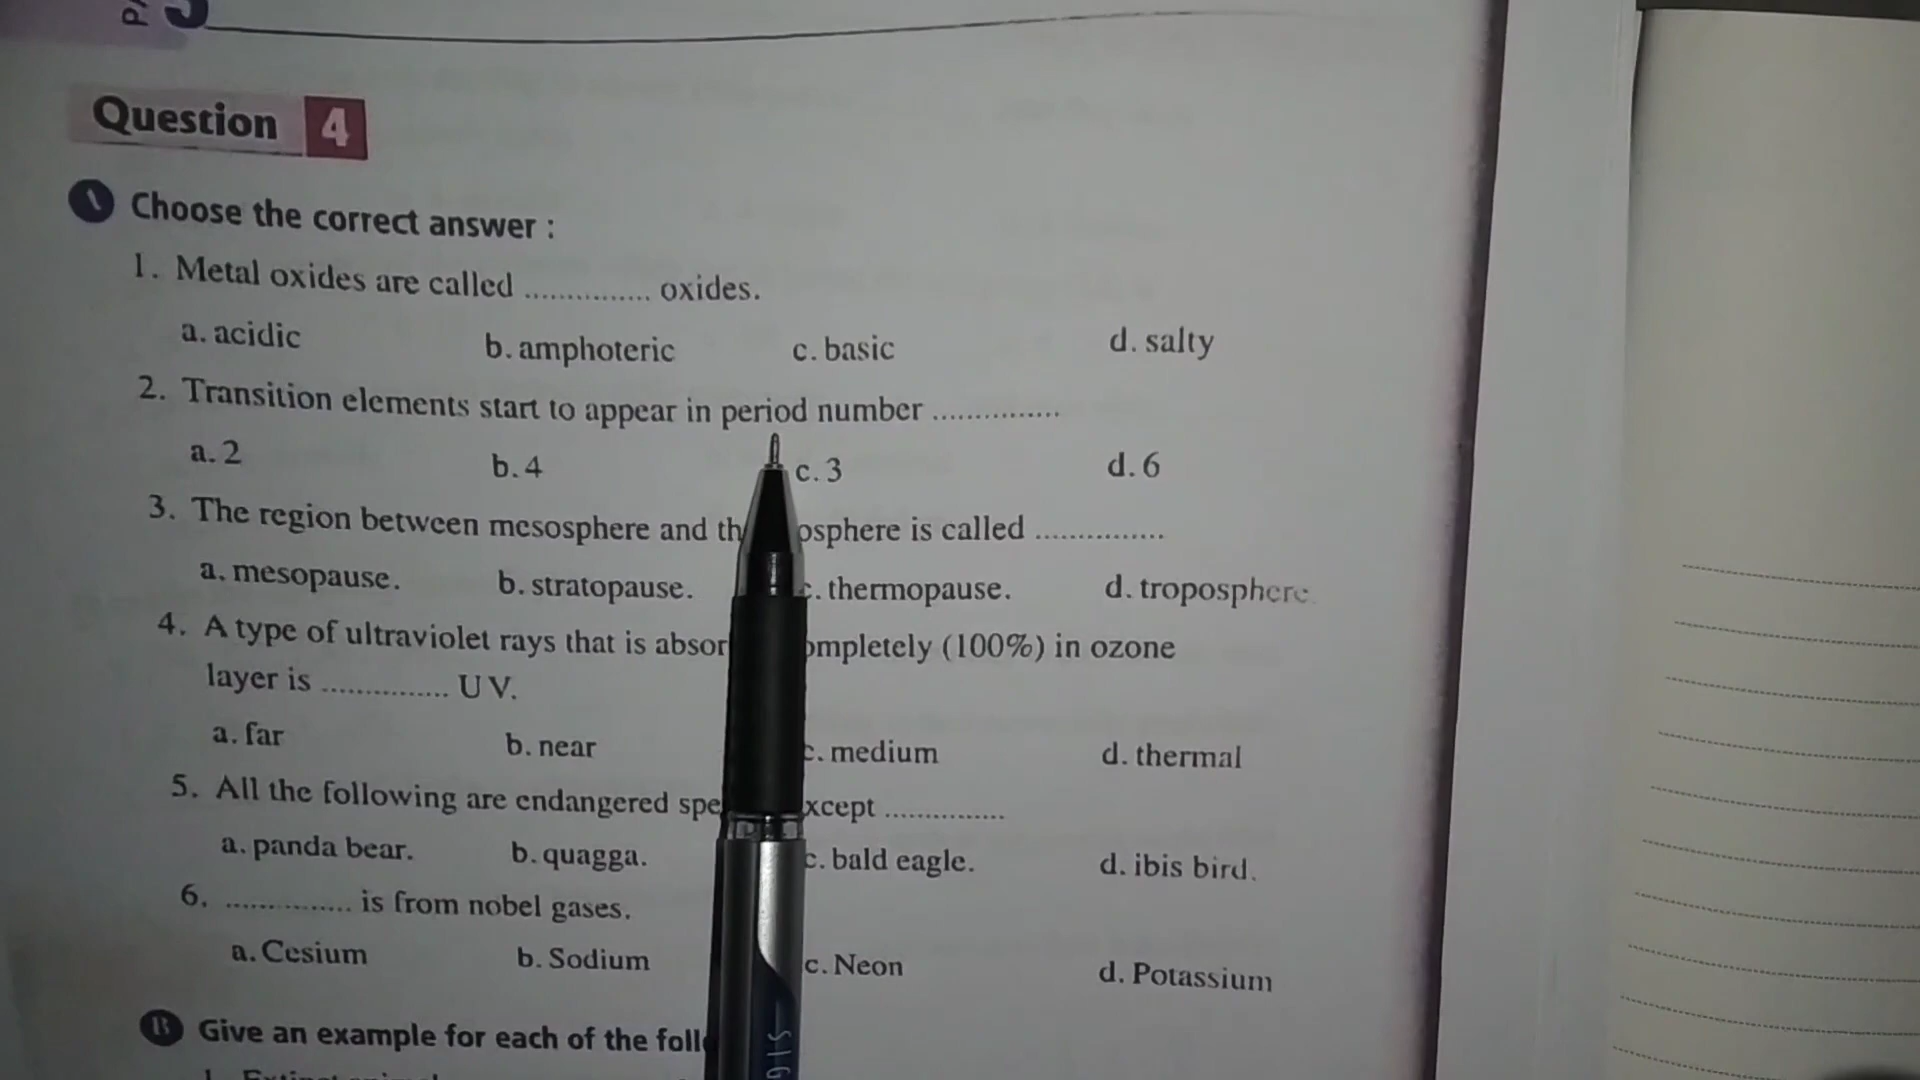 Question 4
Choose the correct answer :
1. Metal oxides are called ............... oxides.
a. acidic b. amphoteric c. basic d. salty
2. Transition elements start to appear in period number ...............
a. 2 b. 4 c. 3 d. 6
3. The region between mesosphere and th osphere is called ...............
a. mesopause. b. stratopause. c. thermopause. d. troposphere.
4. A type of ultraviolet rays that is absor ompletely (100%) in ozone
layer is ............... U V.
a. far b. near c. medium d. thermal
5. All the following are endangered spe xcept ...............
a. panda bear. b. quagga. c. bald eagle. d. ibis bird.
6. ............... is from nobel gases.
a. Cesium b. Sodium c. Neon d. Potassium
B Give an example for each of the foll
SIG